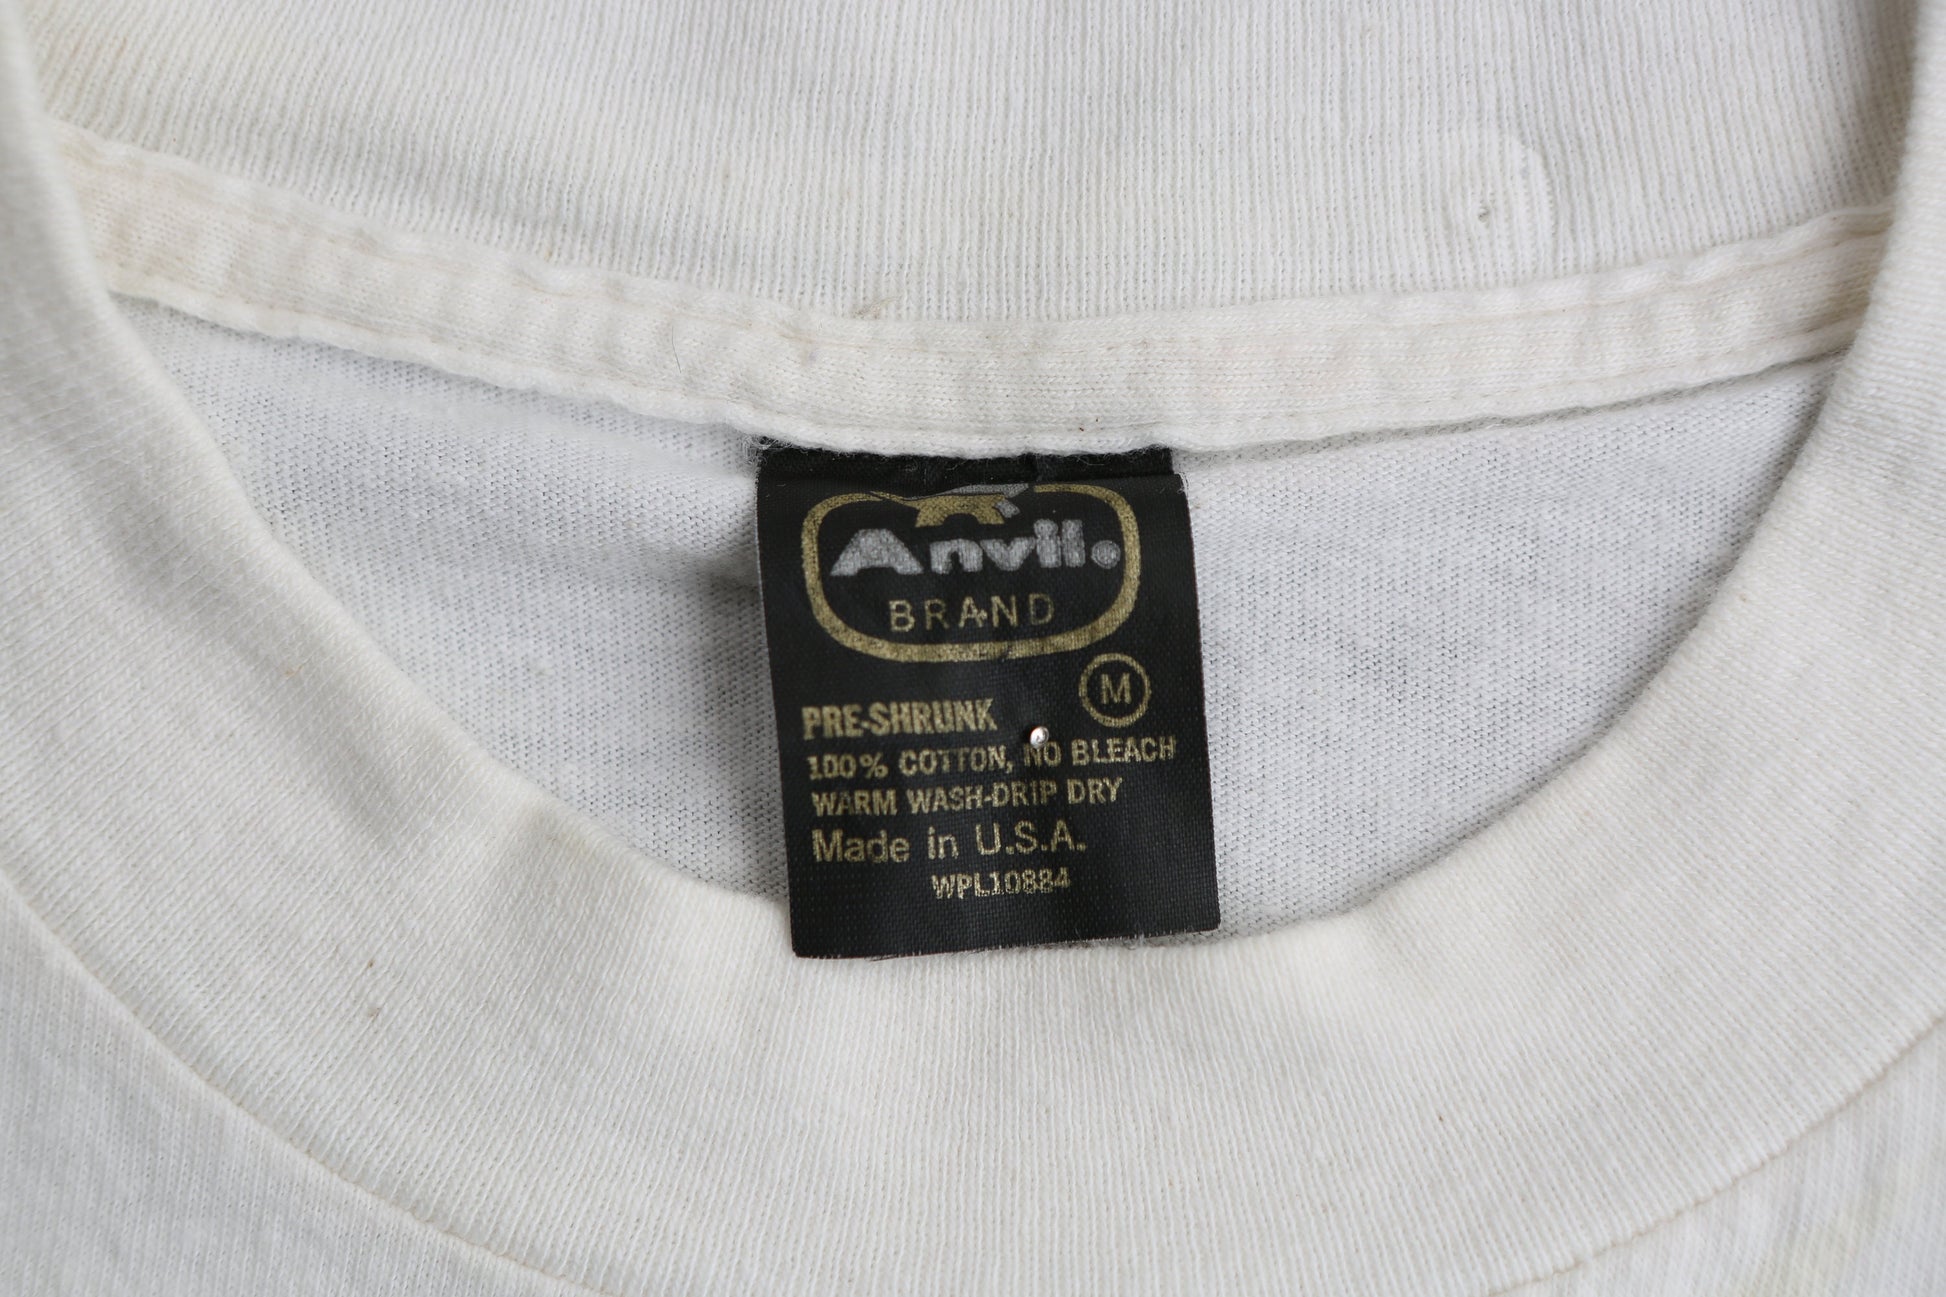 Anvil®
BRAND
M
PRE-SHRUNK
100% COTTON, NO BLEACH
WARM WASH-DRIP DRY
Made in U.S.A.
WPL10884